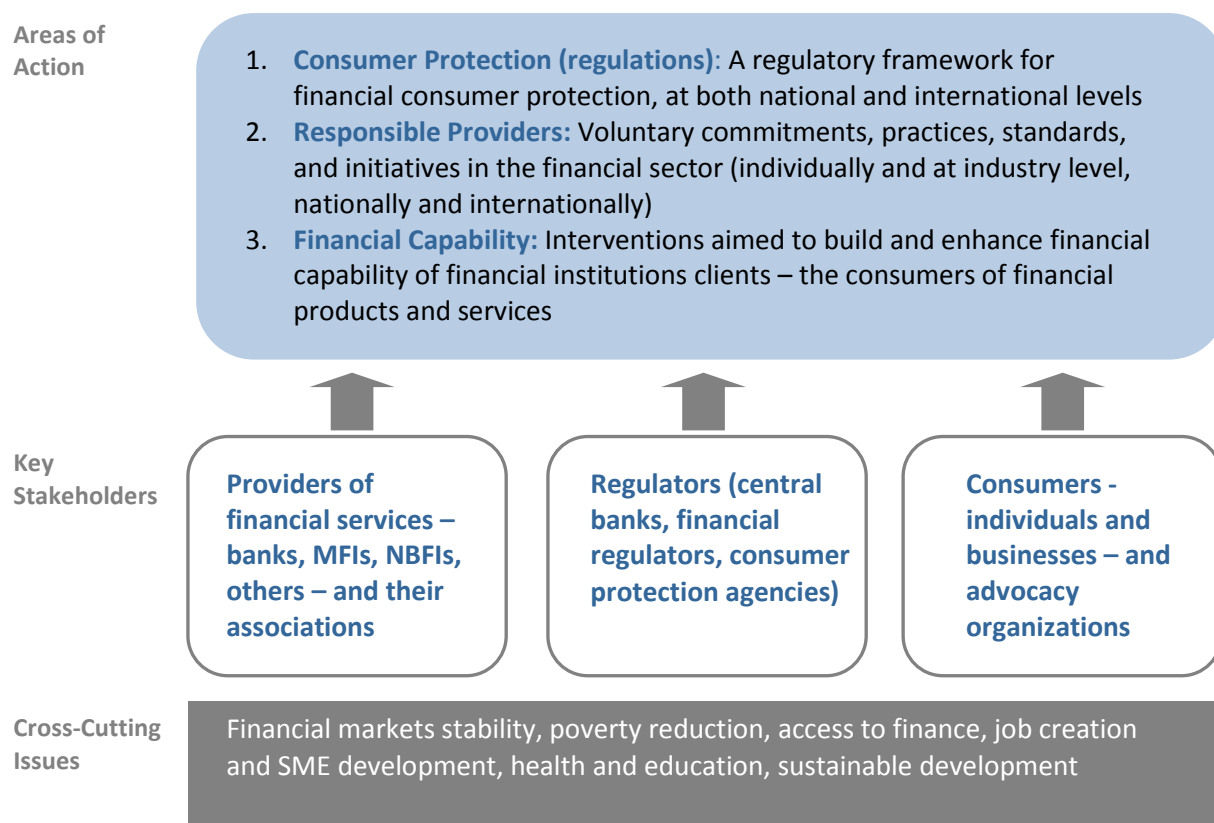 Areas of
Action
1. Consumer Protection (regulations): A regulatory framework for
financial consumer protection, at both national and international levels
2. Responsible Providers: Voluntary commitments, practices, standards,
and initiatives in the financial sector (individually and at industry level,
nationally and internationally)
3. Financial Capability: Interventions aimed to build and enhance financial
capability of financial institutions clients – the consumers of financial
products and services
Key
Stakeholders
Providers of
financial services –
banks, MFIs, NBFIs,
others – and their
associations
Regulators (central
banks, financial
regulators, consumer
protection agencies)
Consumers -
individuals and
businesses – and
advocacy
organizations
Cross-Cutting
Issues
Financial markets stability, poverty reduction, access to finance, job creation
and SME development, health and education, sustainable development